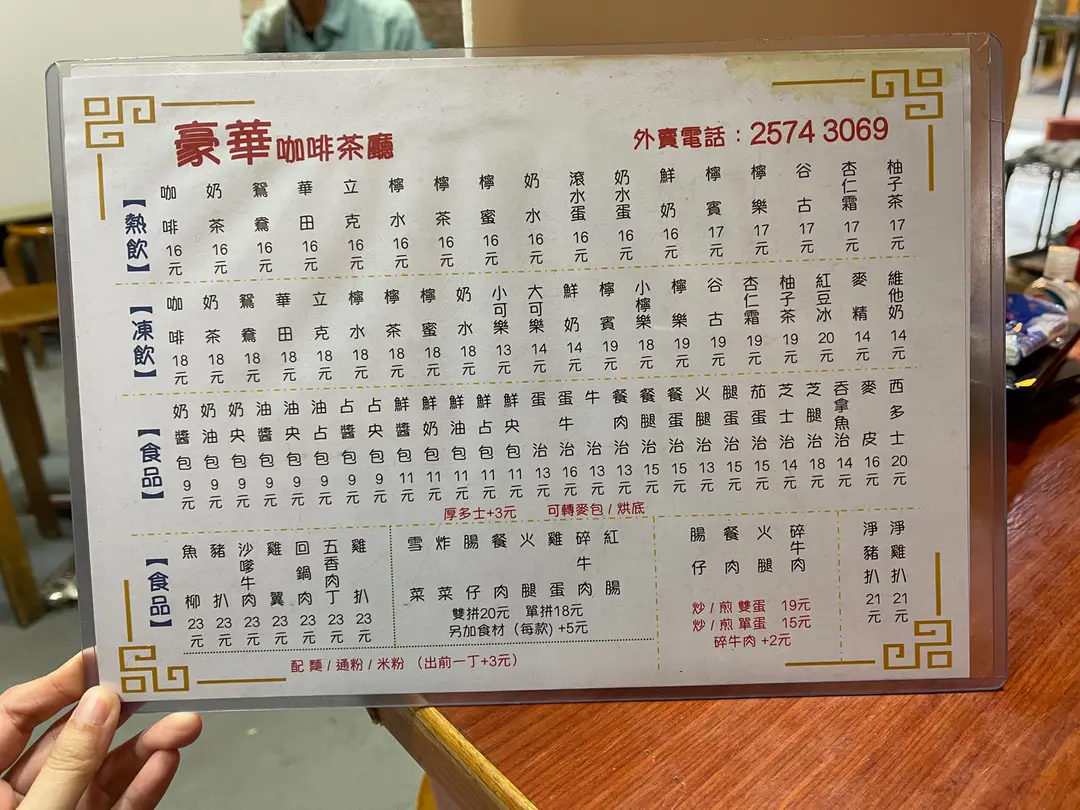 豪華咖啡茶廳
外賣電話：2574 3069
【熱飲】
咖啡16元
奶茶16元
鴛鴦16元
華田16元
立克16元
檸水16元
檸茶16元
檸蜜16元
奶水16元
滾水蛋16元
奶水蛋16元
鮮奶16元
檸賓17元
檸樂17元
谷古17元
杏仁霜17元
柚子茶17元
【凍飲】
咖啡18元
奶茶18元
鴛鴦18元
華田18元
立克18元
檸水18元
檸茶18元
檸蜜18元
奶水18元
小可樂13元
大可樂14元
鮮奶14元
檸賓19元
小檸樂18元
檸樂19元
谷古19元
杏仁霜19元
柚子茶19元
紅豆冰20元
麥精14元
維他奶14元
【食品】
奶醬包9元
奶油包9元
奶央包9元
油醬包9元
油央包9元
油占包9元
占醬包9元
占央包9元
鮮醬包11元
鮮奶包11元
鮮油包11元
鮮占包11元
鮮央包11元
蛋治13元
蛋牛治16元
牛治13元
餐肉治13元
餐腿治15元
餐蛋治15元
火腿治13元
腿蛋治15元
茄蛋治15元
芝士治14元
芝腿治18元
吞拿魚治14元
麥皮16元
西多士20元
厚多士+3元 可轉麥包/烘底
【食品】
魚柳23元
豬扒23元
沙嗲牛肉23元
雞翼23元
回鍋肉23元
五香肉丁23元
雞扒23元
雪菜
炸菜
腸仔
餐肉
火腿
雞蛋
碎牛肉
紅腸
雙拼20元 單拼18元
另加食材（每款）+5元
配 麵/通粉/米粉 （出前一丁+3元）
腸仔
餐肉
火腿
碎牛肉
炒/煎 雙蛋 19元
炒/煎 單蛋 15元
碎牛肉 +2元
淨豬扒21元
淨雞扒21元